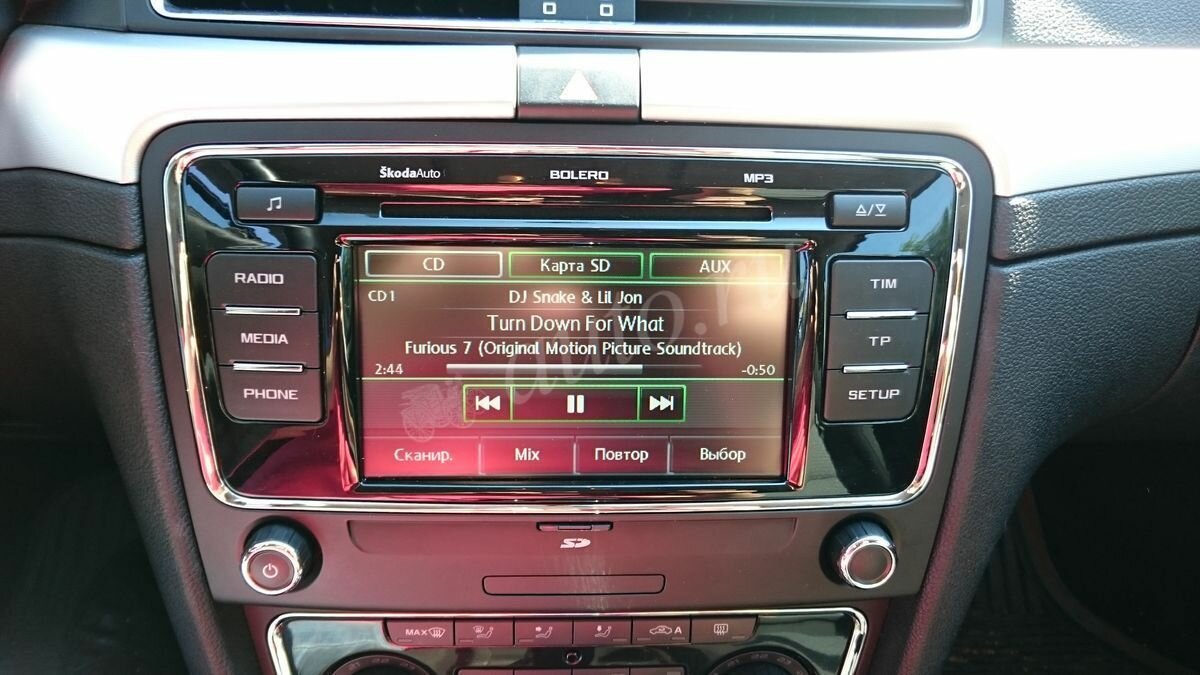 ŠkodaAuto BOLERO MP3
RADIO
MEDIA
PHONE
CD Карта SD AUX
CD1 DJ Snake & Lil Jon
Turn Down For What
Furious 7 (Original Motion Picture Soundtrack)
2:44 -0:50
Сканир. Mix Повтор Выбор
TIM
TP
SETUP
SD
MAX A
auto.ru